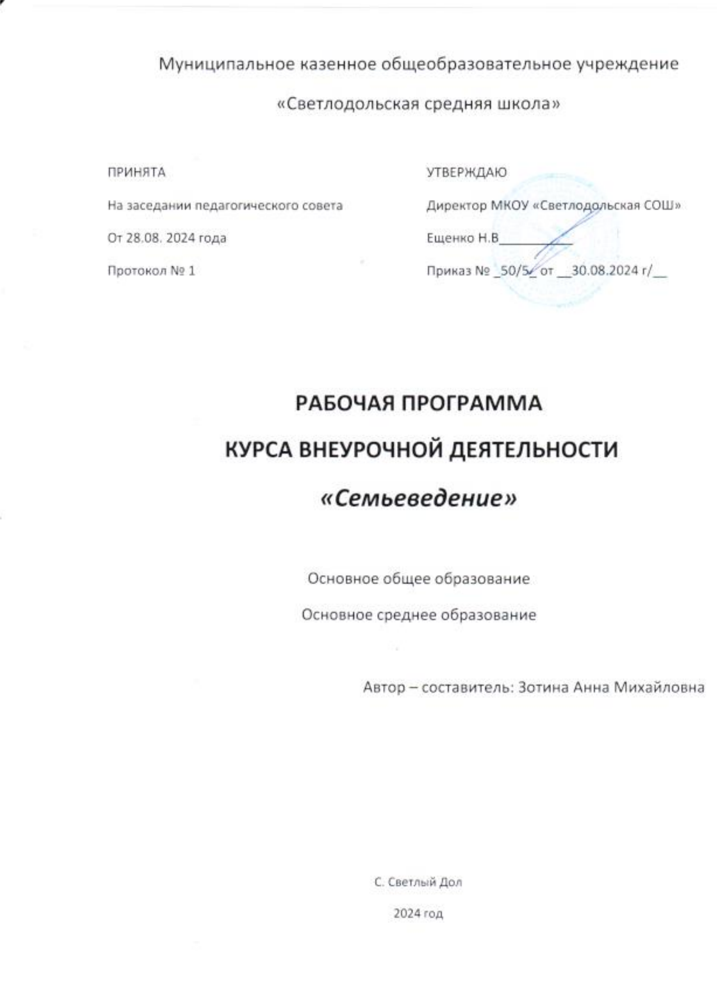 Муниципальное казенное общеобразовательное учреждение
«Светлодольская средняя школа»
ПРИНЯТА
На заседании педагогического совета
От 28.08. 2024 года
Протокол № 1
УТВЕРЖДАЮ
Директор МКОУ «Светлодольская СОШ»
Ещенко Н.В___________
Приказ № _50/5_ от __30.08.2024 г/__
РАБОЧАЯ ПРОГРАММА
КУРСА ВНЕУРОЧНОЙ ДЕЯТЕЛЬНОСТИ
«Семьеведение»
Основное общее образование
Основное среднее образование
Автор – составитель: Зотина Анна Михайловна
С. Светлый Дол
2024 год